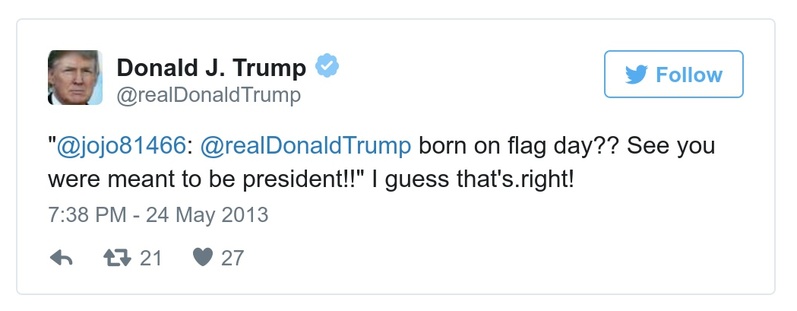 Donald J. Trump
@realDonaldTrump
Follow
"@jojo81466: @realDonaldTrump born on flag day?? See you
were meant to be president!!" I guess that's.right!
7:38 PM - 24 May 2013
21 27